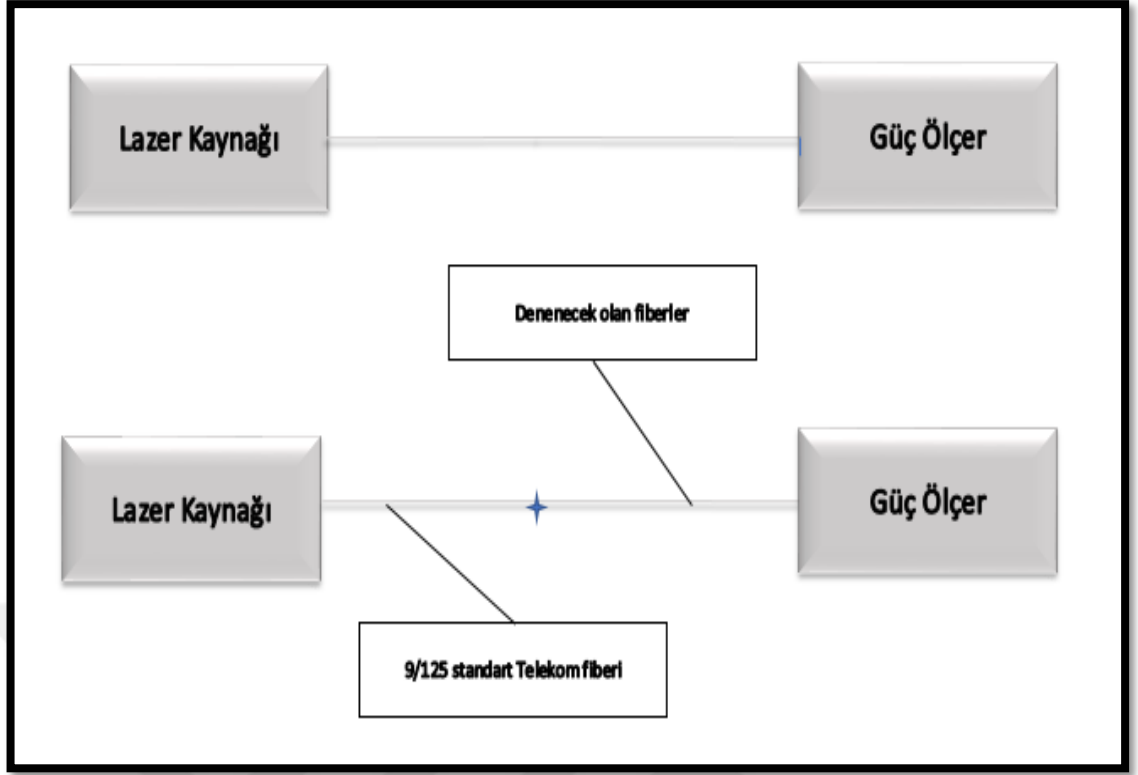 Lazer Kaynağı
Güç Ölçer
Denenecek olan fiberler
Lazer Kaynağı
Güç Ölçer
9/125 standart Telekom fiberi